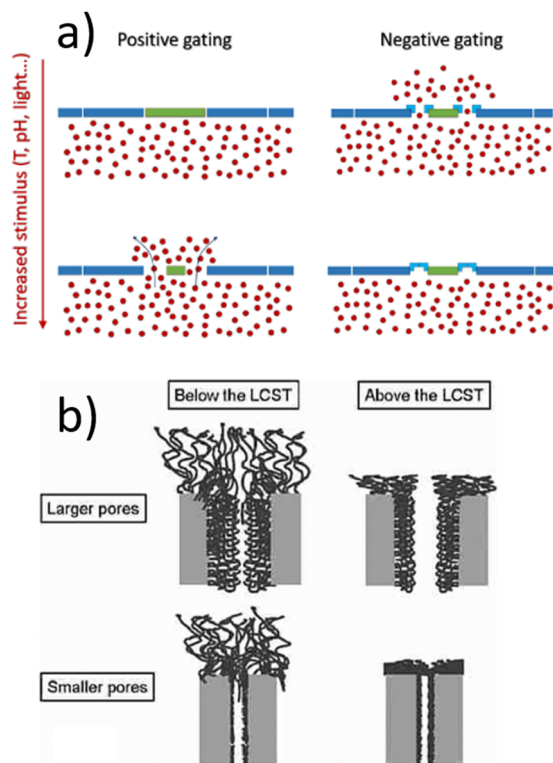 a)
Positive gating
Negative gating
Increased stimulus (T, pH, light...)
b)
Below the LCST
Above the LCST
Larger pores
Smaller pores